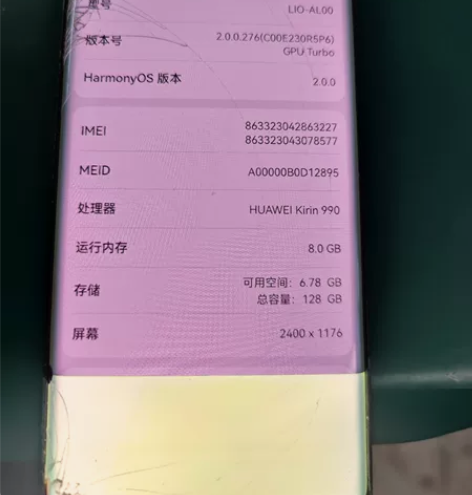 型号 LIO-AL00
版本号 2.0.0.276(C00E230R5P6)
GPU Turbo
HarmonyOS 版本 2.0.0
IMEI 863323042863227
863323043078577
MEID A00000B0D12895
处理器 HUAWEI Kirin 990
运行内存 8.0 GB
存储 可用空间：6.78 GB
总容量：128 GB
屏幕 2400 x 1176